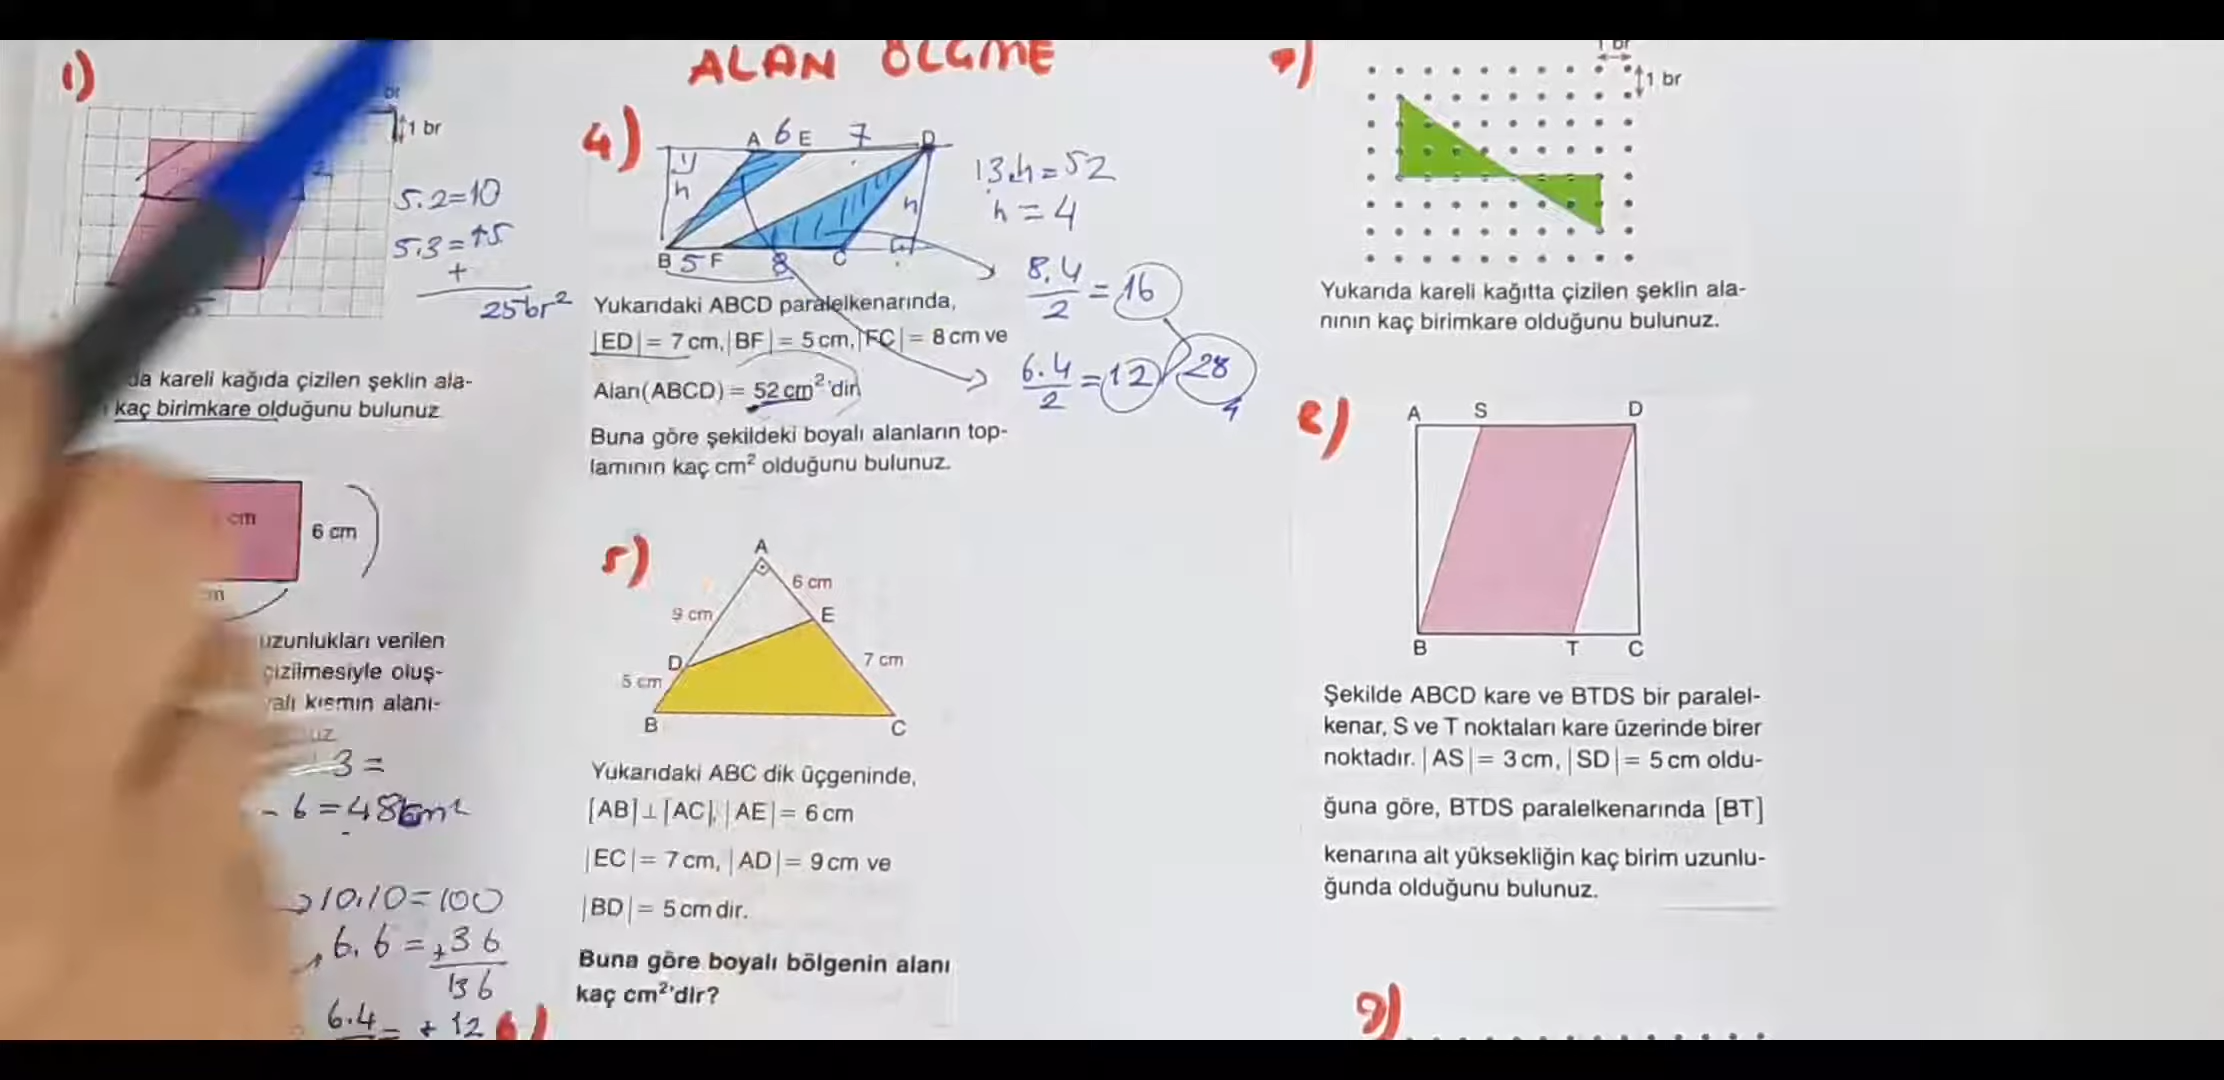 ALAN ÖLÇME
1)
br
1 br
2
5.2=10
5.3=15
+
25br²
da kareli kağıda çizilen şeklin ala-
kaç birimkare olduğunu bulunuz
cm
6 cm
m
uzunlukları verilen
çizilmesiyle oluş-
yalı kısmın alanı-
uz
3 =
- 6 = 48cm²
10.10=100
6.6=+36
136
6.4
= + 12
6)
4)
A 6 E 7 D
y
h
h
B 5 F 8 C
13.h=52
h=4
8.4
2
= 16
6.4
2
= 12
28
Yukarıdaki ABCD paralelkenarında,
|ED| = 7 cm, |BF| = 5 cm, |FC| = 8 cm ve
Alan(ABCD) = 52 cm²'dir.
Buna göre şekildeki boyalı alanların top-
lamının kaç cm² olduğunu bulunuz.
5)
A
6 cm
9 cm
E
D
7 cm
5 cm
B
C
Yukarıdaki ABC dik üçgeninde,
[AB]⊥[AC], |AE| = 6 cm
|EC| = 7 cm, |AD| = 9 cm ve
|BD| = 5 cm dir.
Buna göre boyalı bölgenin alanı
kaç cm²'dir?
7)
1 br
1 br
Yukarıda kareli kağıtta çizilen şeklin ala-
nının kaç birimkare olduğunu bulunuz.
8)
A S D
B T C
Şekilde ABCD kare ve BTDS bir paralel-
kenar, S ve T noktaları kare üzerinde birer
noktadır. |AS| = 3 cm, |SD| = 5 cm oldu-
ğuna göre, BTDS paralelkenarında [BT]
kenarına ait yüksekliğin kaç birim uzunlu-
ğunda olduğunu bulunuz.
9)